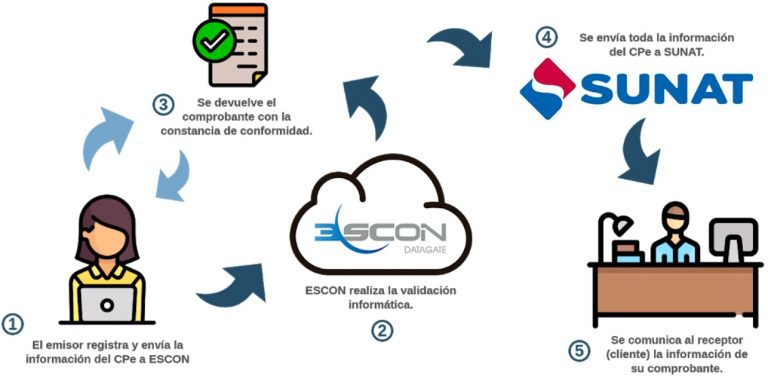 1
El emisor registra y envía la
información del CPe a ESCON
ESCON
DATAGATE
ESCON realiza la validación
informática.
2
3
Se devuelve el
comprobante con la
constancia de conformidad.
4
Se envía toda la información
del CPe a SUNAT.
SUNAT
5
Se comunica al receptor
(cliente) la información de
su comprobante.